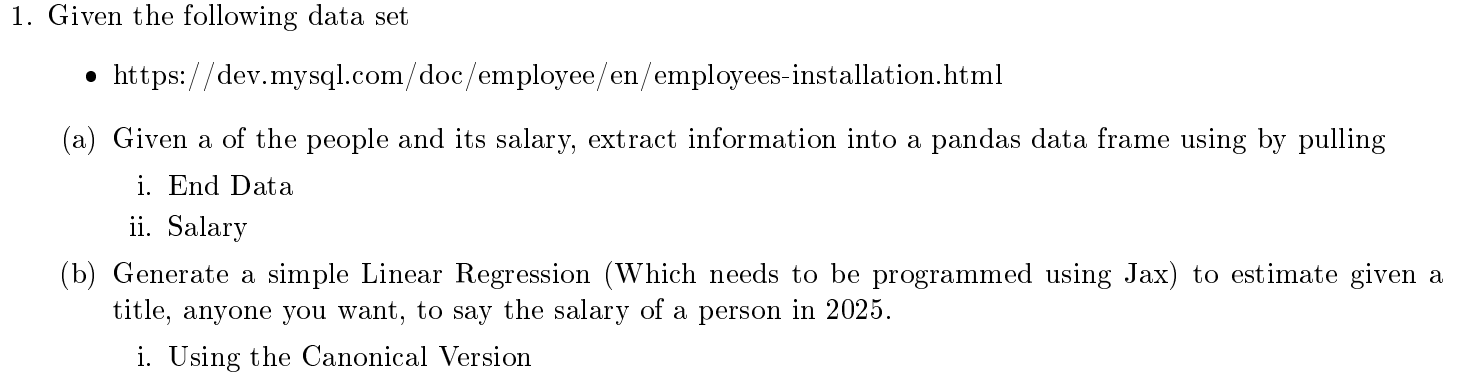 1. Given the following data set
• https://dev.mysql.com/doc/employee/en/employees-installation.html
(a) Given a of the people and its salary, extract information into a pandas data frame using by pulling
i. End Data
ii. Salary
(b) Generate a simple Linear Regression (Which needs to be programmed using Jax) to estimate given a
title, anyone you want, to say the salary of a person in 2025.
i. Using the Canonical Version